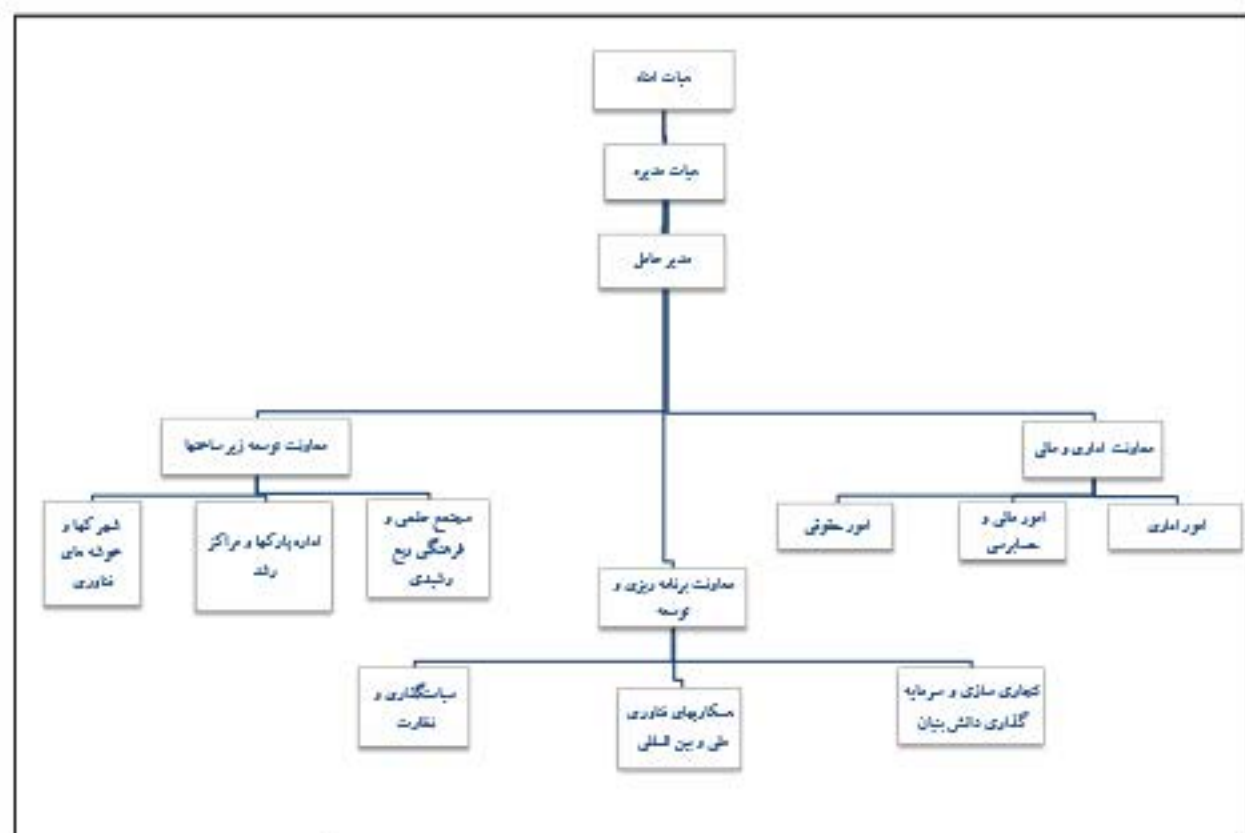 هیات امناء
هیات مدیره
مدیر عامل
معاونت اداری و مالی
معاونت توسعه زیر ساختها
امور اداری
امور مالی و
حسابرسی
امور حقوقی
مجتمع علمی و
فرهنگی ربع
رشیدی
اداره پارکها و مراکز
رشد
شهرکها و
خوشه های
فناوری
معاونت برنامه ریزی و
توسعه
تجاری سازی و سرمایه
گذاری دانش بنیان
همکاریهای فناوری
ملی و بین المللی
سیاستگذاری و
نظارت